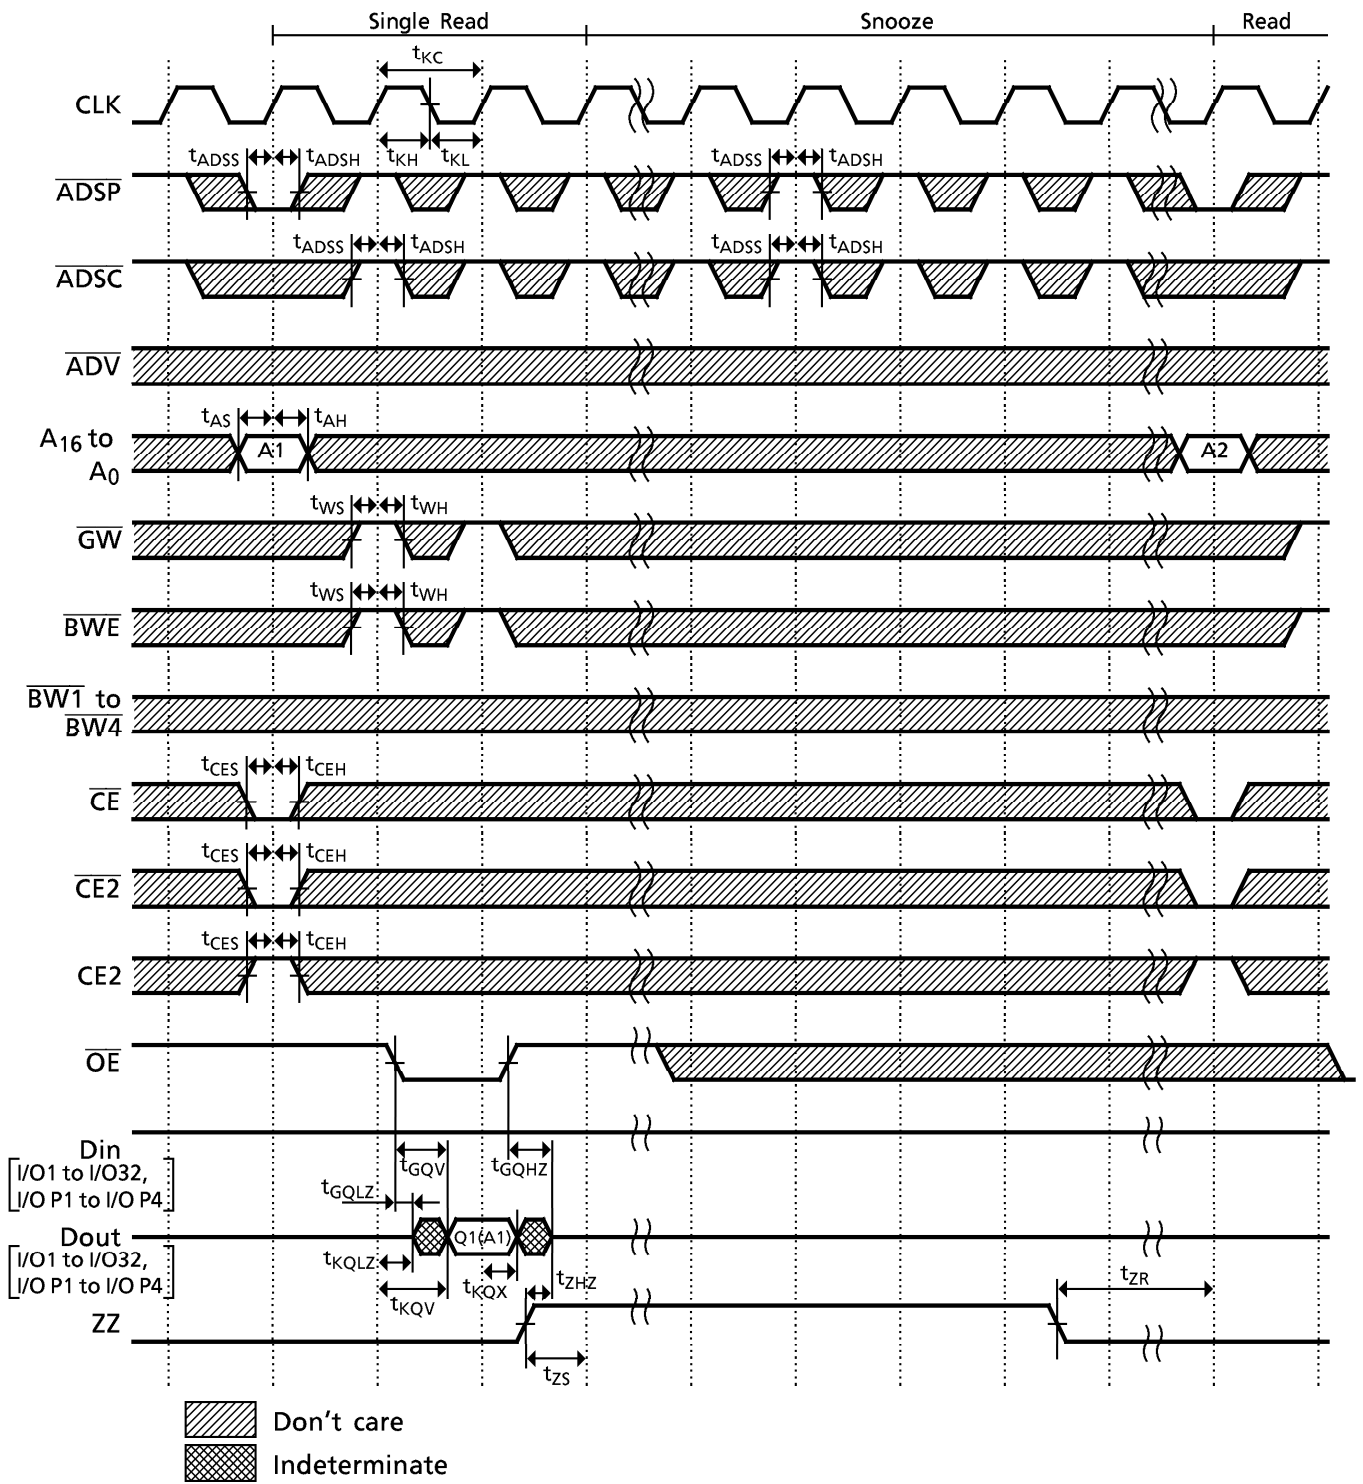 Single Read Snooze Read
tKC
CLK
tADSS tADSH tKH tKL tADSS tADSH
ADSP
tADSS tADSH tADSS tADSH
ADSC
ADV
tAS tAH
A16 to
A0
A1 A2
tWS tWH
GW
tWS tWH
BWE
BW1 to
BW4
tCES tCEH
CE
tCES tCEH
CE2
tCES tCEH
CE2
OE
Din
[I/O1 to I/O32,
I/O P1 to I/O P4]
tGQV tGQHZ
tGQLZ
Dout
[I/O1 to I/O32,
I/O P1 to I/O P4]
Q1(A1)
tKQLZ tKQX tZHZ tZR
tKQV
ZZ
tZS
Don't care
Indeterminate